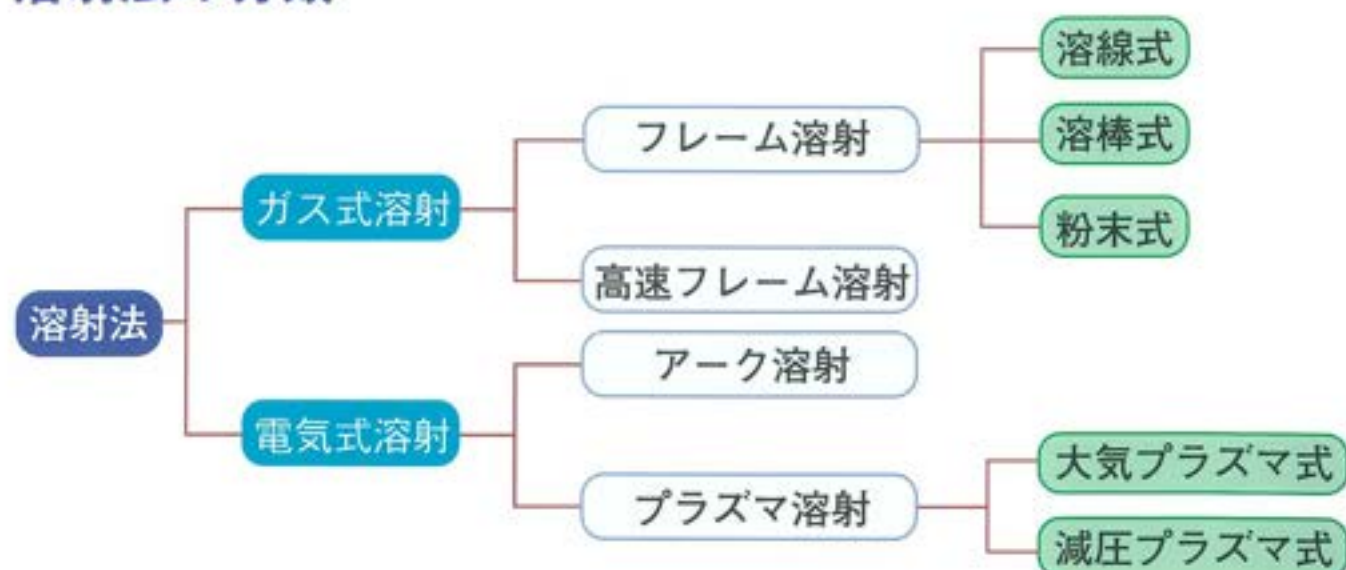 溶線式
フレーム溶射
溶棒式
ガス式溶射
粉末式
高速フレーム溶射
溶射法
アーク溶射
電気式溶射
大気プラズマ式
プラズマ溶射
減圧プラズマ式